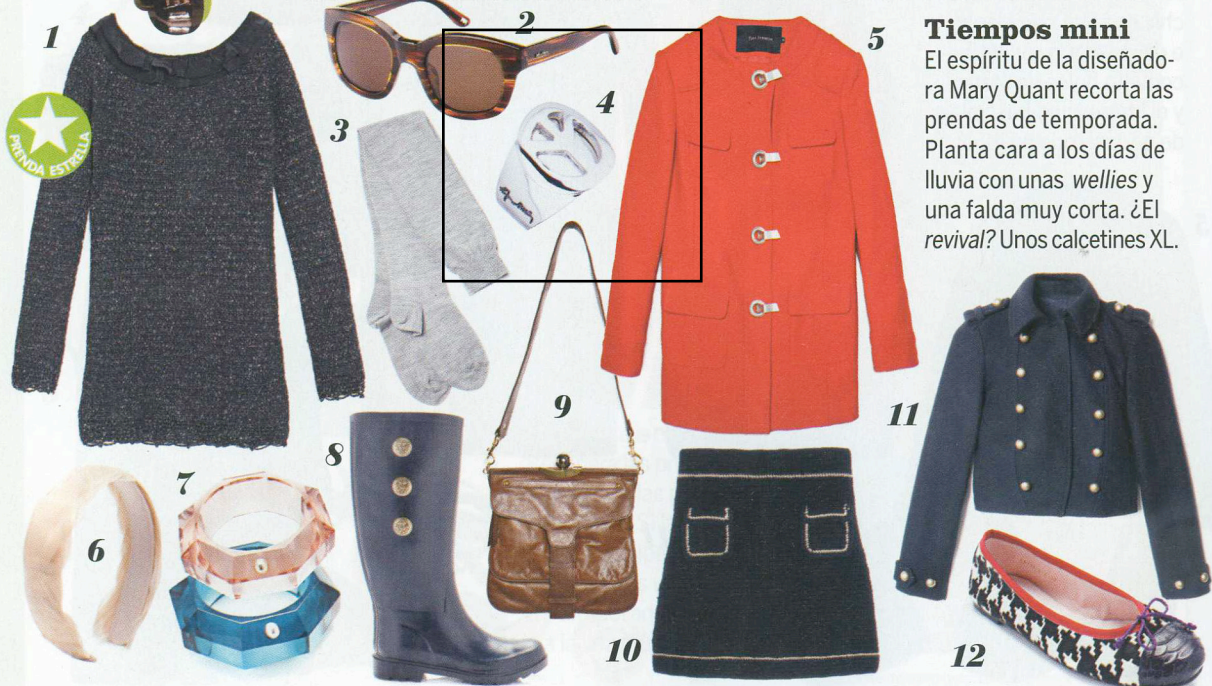 1
2
3
4
5
PRENDA ESTRELLA
Tiempos mini
El espíritu de la diseñado-
ra Mary Quant recorta las
prendas de temporada.
Planta cara a los días de
lluvia con unas wellies y
una falda muy corta. ¿El
revival? Unos calcetines XL.
6
7
8
9
10
11
12